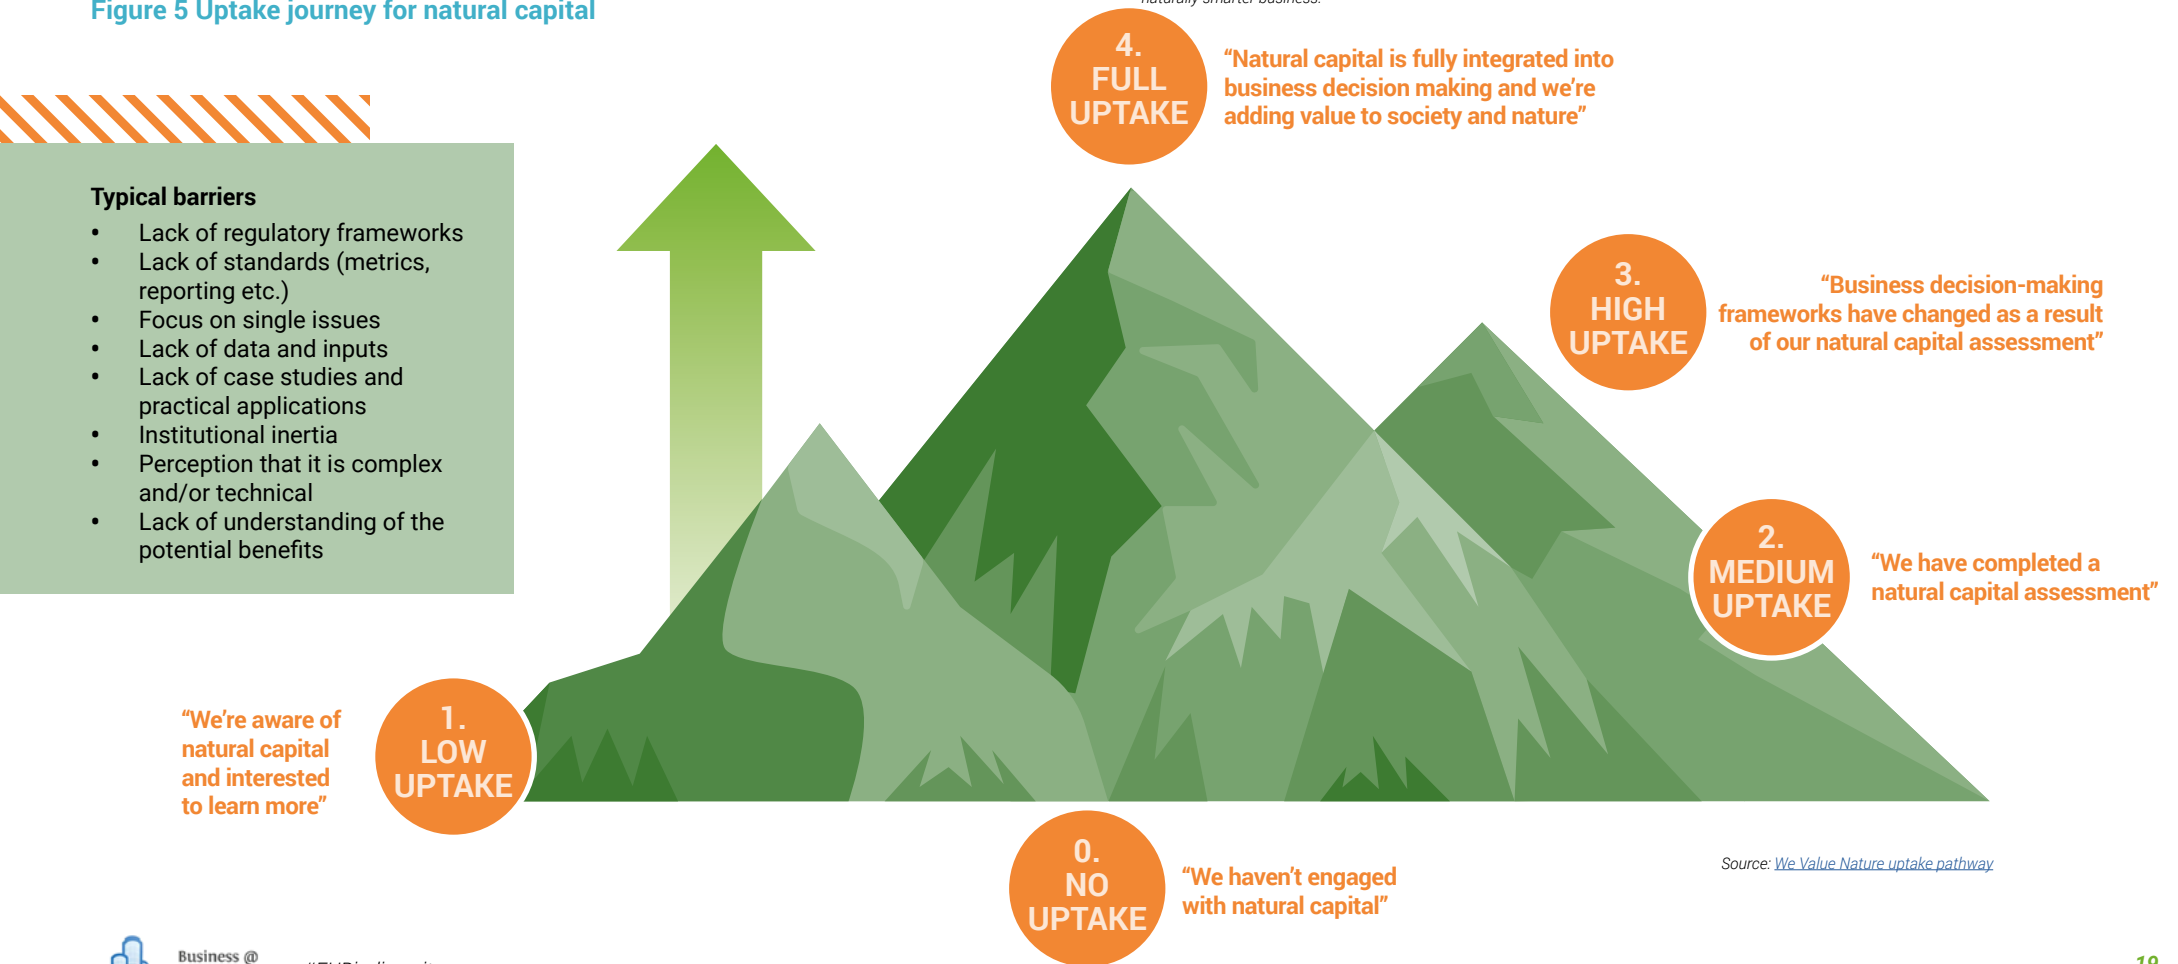 Figure 5 Uptake journey for natural capital
naturally smarter business.
4.
FULL
UPTAKE
“Natural capital is fully integrated into
business decision making and we’re
adding value to society and nature”
Typical barriers
• Lack of regulatory frameworks
• Lack of standards (metrics,
reporting etc.)
• Focus on single issues
• Lack of data and inputs
• Lack of case studies and
practical applications
• Institutional inertia
• Perception that it is complex
and/or technical
• Lack of understanding of the
potential benefits
3.
HIGH
UPTAKE
“Business decision-making
frameworks have changed as a result
of our natural capital assessment”
2.
MEDIUM
UPTAKE
“We have completed a
natural capital assessment”
1.
LOW
UPTAKE
“We’re aware of
natural capital
and interested
to learn more”
0.
NO
UPTAKE
“We haven’t engaged
with natural capital”
Source: We Value Nature uptake pathway
Business @
19